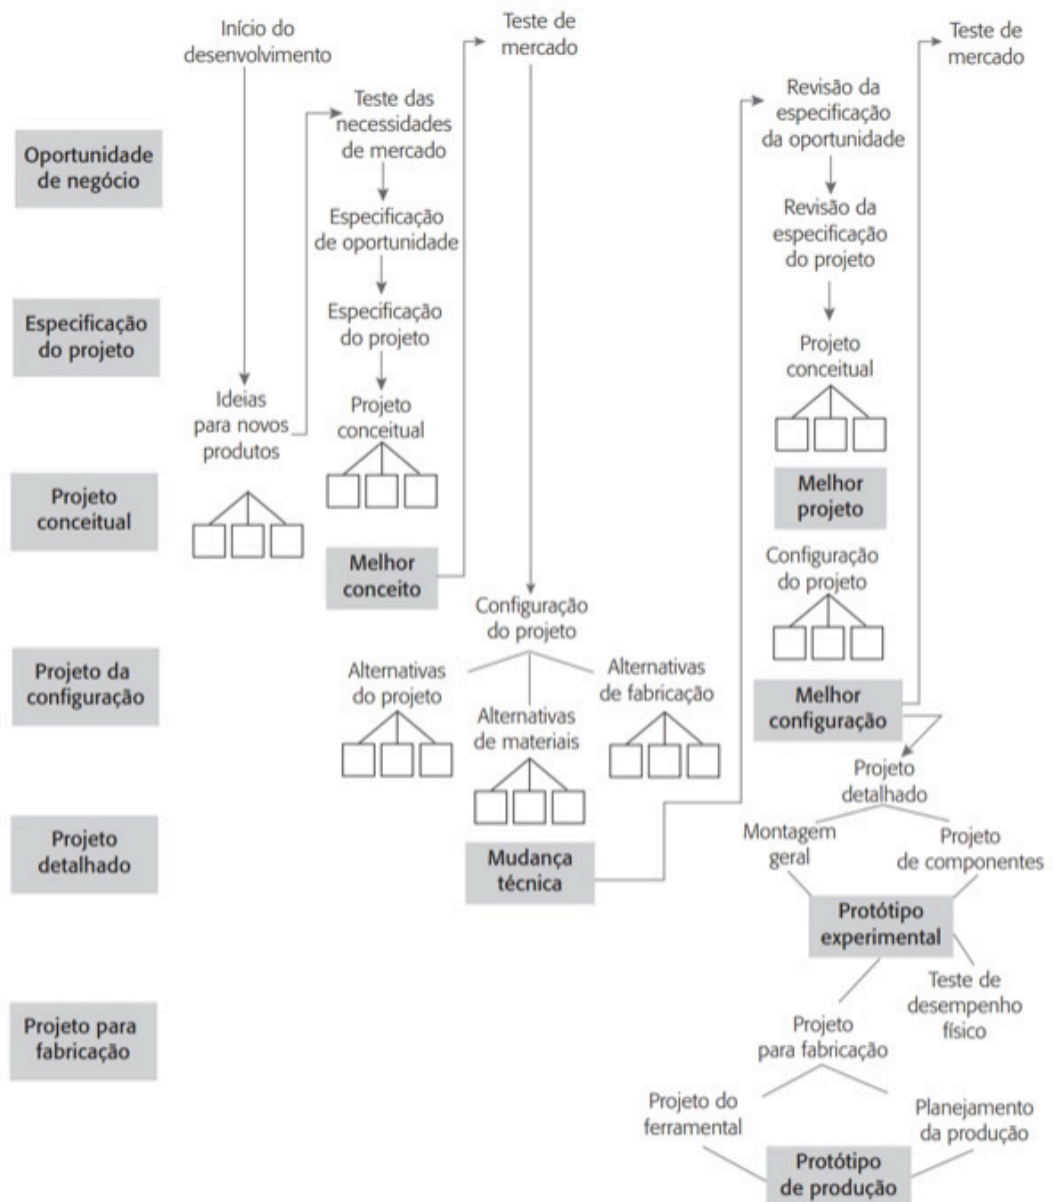 Oportunidade
de negócio
Especificação
do projeto
Projeto
conceitual
Projeto da
configuração
Projeto
detalhado
Projeto para
fabricação
Início do
desenvolvimento
Ideias
para novos
produtos
Teste das
necessidades
de mercado
Especificação
de oportunidade
Especificação
do projeto
Projeto
conceitual
Melhor
conceito
Teste de
mercado
Configuração
do projeto
Alternativas
do projeto
Alternativas
de materiais
Alternativas
de fabricação
Mudança
técnica
Revisão da
especificação
da oportunidade
Revisão da
especificação
do projeto
Projeto
conceitual
Melhor
projeto
Configuração
do projeto
Melhor
configuração
Teste de
mercado
Projeto
detalhado
Montagem
geral
Projeto
de componentes
Protótipo
experimental
Teste de
desempenho
físico
Projeto
para fabricação
Projeto do
ferramental
Planejamento
da produção
Protótipo
de produção